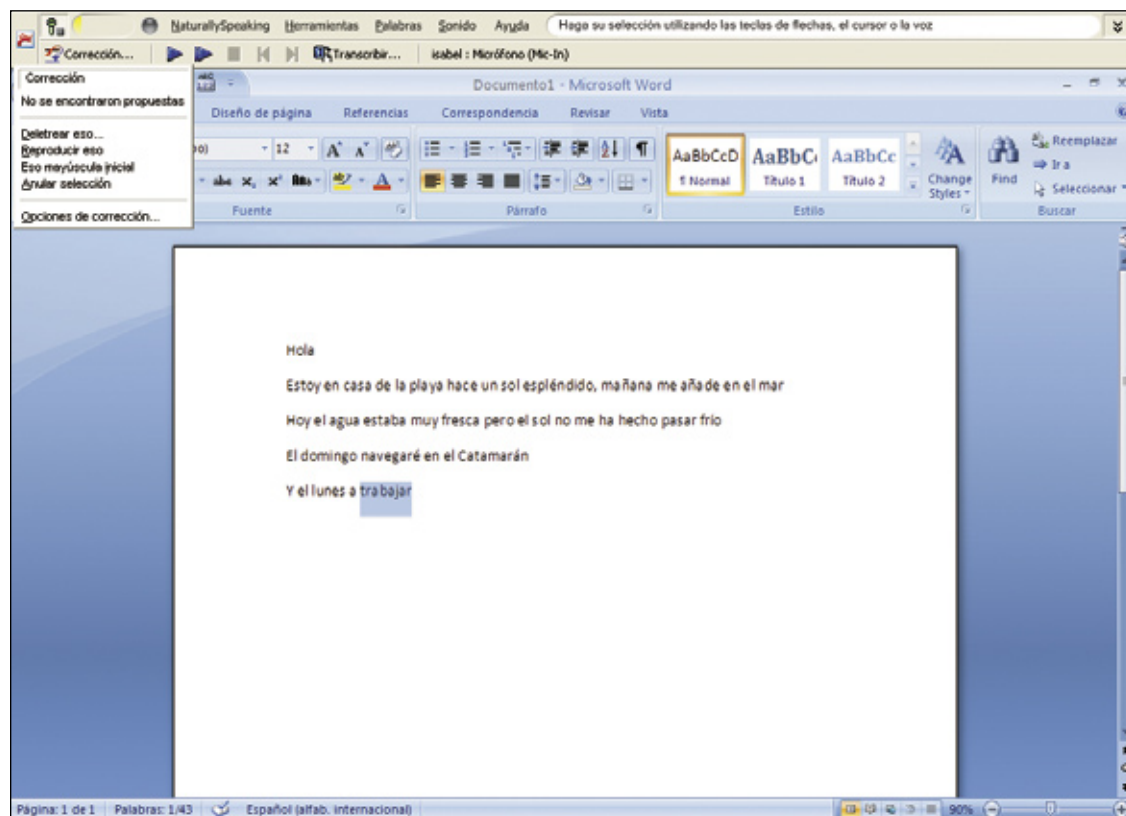 NaturallySpeaking Herramientas Palabras Sonido Ayuda Haga su selección utilizando las teclas de flechas, el cursor o la voz
Corrección... Transcribir... isabel : Micrófono (Mic-In)
Corrección
No se encontraron propuestas
Deletrear eso...
Reproducir eso
Eso mayúscula inicial
Anular selección
Opciones de corrección...
Documento1 - Microsoft Word
Diseño de página Referencias Correspondencia Revisar Vista
12
AaBbCcD AaBbC AaBbCc
¶ Normal Título 1 Título 2
Change Styles
Find
Reemplazar
Ir a
Seleccionar
Fuente Párrafo Estilo Buscar
Hola
Estoy en casa de la playa hace un sol espléndido, mañana me añade en el mar
Hoy el agua estaba muy fresca pero el sol no me ha hecho pasar frío
El domingo navegaré en el Catamarán
Y el lunes a trabajar
Página: 1 de 1 Palabras: 1/43 Español (alfab. internacional) 90%